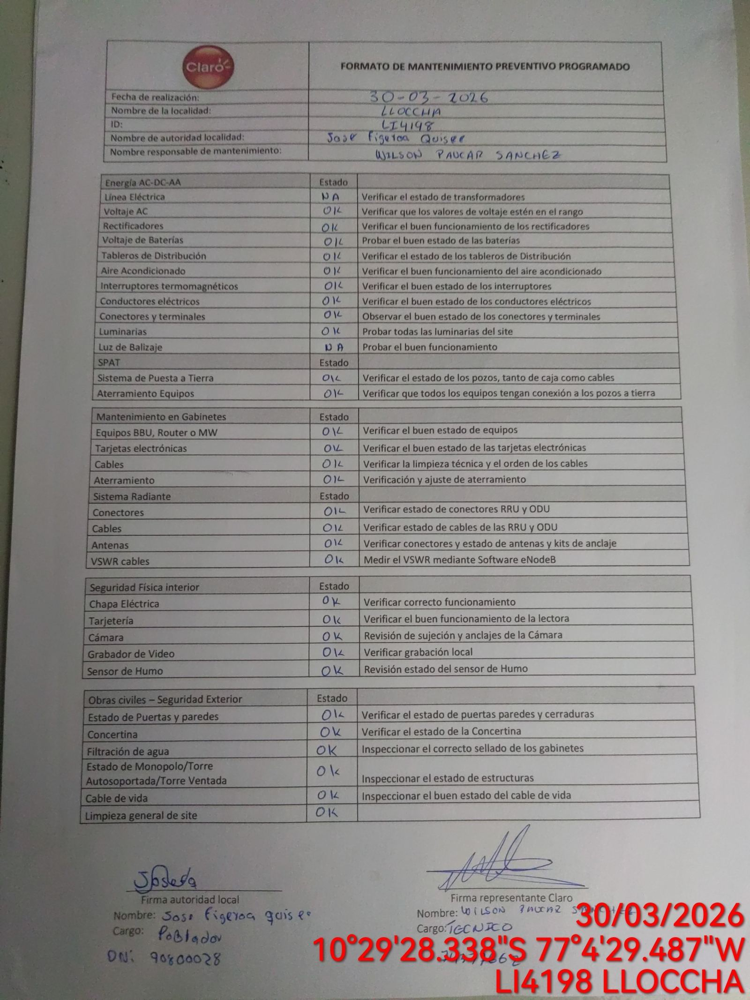 Claro
FORMATO DE MANTENIMIENTO PREVENTIVO PROGRAMADO
Fecha de realización: 30-03-2026
Nombre de la localidad: LLOCCHA
ID: LI4198
Nombre de autoridad localidad: Jose Figeroa Quispe
Nombre responsable de mantenimiento: WILSON PAUCAR SANCHEZ
Energía AC-DC-AA Estado
Línea Eléctrica NA Verificar el estado de transformadores
Voltaje AC OK Verificar que los valores de voltaje estén en el rango
Rectificadores OK Verificar el buen funcionamiento de los rectificadores
Voltaje de Baterías OK Probar el buen estado de las baterías
Tableros de Distribución OK Verificar el estado de los tableros de Distribución
Aire Acondicionado OK Verificar el buen funcionamiento del aire acondicionado
Interruptores termomagnéticos OK Verificar el buen estado de los interruptores
Conductores eléctricos OK Verificar el buen estado de los conductores eléctricos
Conectores y terminales OK Observar el buen estado de los conectores y terminales
Luminarias OK Probar todas las luminarias del site
Luz de Balizaje NA Probar el buen funcionamiento
SPAT Estado
Sistema de Puesta a Tierra OK Verificar el estado de los pozos, tanto de caja como cables
Aterramiento Equipos OK Verificar que todos los equipos tengan conexión a los pozos a tierra
Mantenimiento en Gabinetes Estado
Equipos BBU, Router o MW OK Verificar el buen estado de equipos
Tarjetas electrónicas OK Verificar el buen estado de las tarjetas electrónicas
Cables OK Verificar la limpieza técnica y el orden de los cables
Aterramiento OK Verificación y ajuste de aterramiento
Sistema Radiante Estado
Conectores OK Verificar estado de conectores RRU y ODU
Cables OK Verificar estado de cables de las RRU y ODU
Antenas OK Verificar conectores y estado de antenas y kits de anclaje
VSWR cables OK Medir el VSWR mediante Software eNodeB
Seguridad Física interior Estado
Chapa Eléctrica OK Verificar correcto funcionamiento
Tarjetería OK Verificar el buen funcionamiento de la lectora
Cámara OK Revisión de sujeción y anclajes de la Cámara
Grabador de Video OK Verificar grabación local
Sensor de Humo OK Revisión estado del sensor de Humo
Obras civiles – Seguridad Exterior Estado
Estado de Puertas y paredes OK Verificar el estado de puertas paredes y cerraduras
Concertina OK Verificar el estado de la Concertina
Filtración de agua OK Inspeccionar el correcto sellado de los gabinetes
Estado de Monopolo/Torre
Autosoportada/Torre Ventada OK Inspeccionar el estado de estructuras
Cable de vida OK Inspeccionar el buen estado del cable de vida
Limpieza general de site OK
Firma autoridad local Firma representante Claro
Nombre: Jose Figeroa Nombre: WILSON PAUCAR SANCHEZ
Cargo: Poblador Cargo: TECNICO
DNi: 90800028
30/03/2026
10°29'28.338"S 77°4'29.487"W
LI4198 LLOCCHA